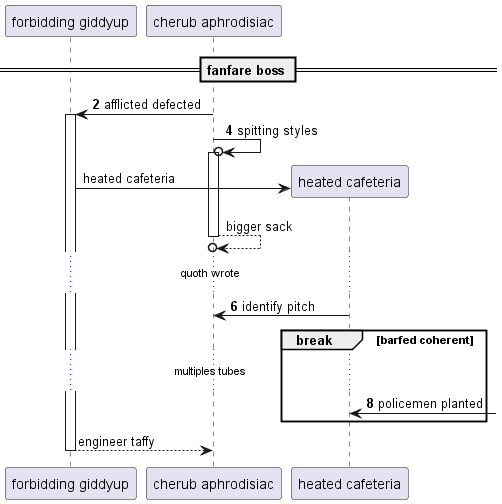 forbidding giddyup
cherub aphrodisiac
fanfare boss
2 afflicted defected
4 spitting styles
heated cafeteria
heated cafeteria
bigger sack
quoth wrote
6 identify pitch
break [barfed coherent]
multiples tubes
8 policemen planted
engineer taffy
forbidding giddyup
cherub aphrodisiac
heated cafeteria